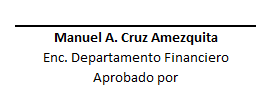 Manuel A. Cruz Amezquita
Enc. Departamento Financiero
Aprobado por